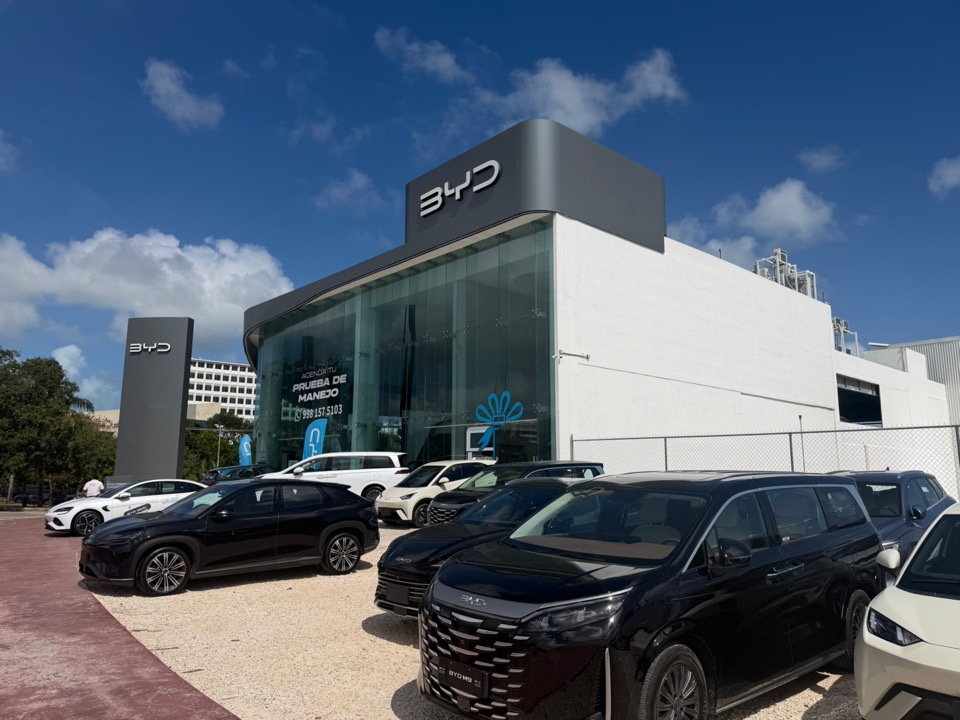 BYD
BYD
AGENDA TU
PRUEBA DE
MANEJO
998 157 5103
BYD
BYD M9